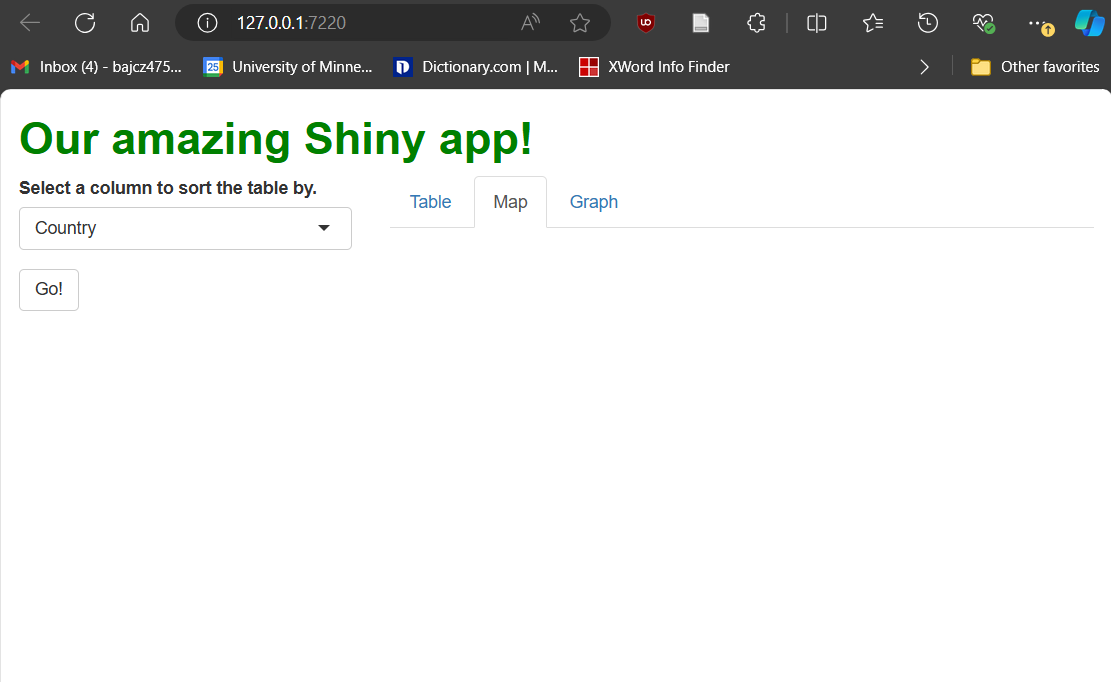 127.0.0.1:7220
Inbox (4) - bajcz475... University of Minne... Dictionary.com | M... XWord Info Finder Other favorites
Our amazing Shiny app!
Select a column to sort the table by.
Table Map Graph
Country
Go!